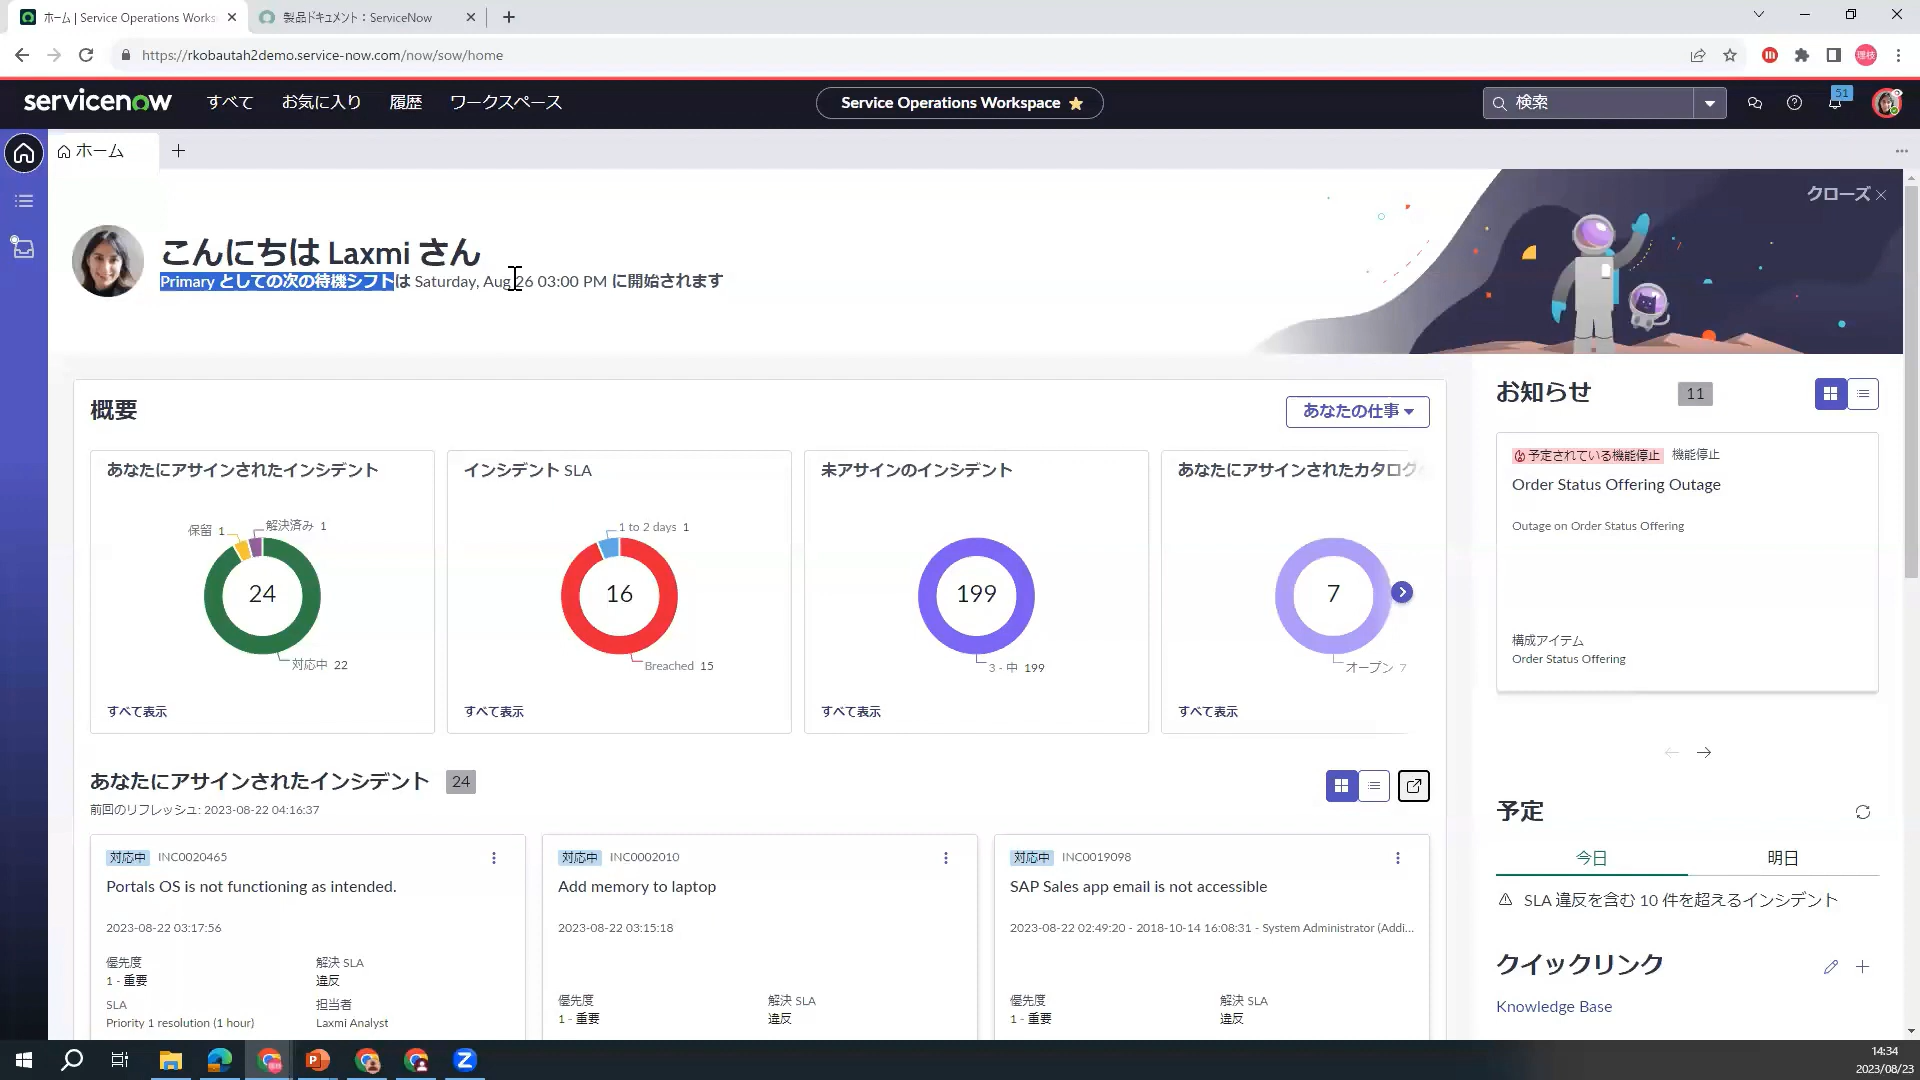 ホーム | Service Operations Works
製品ドキュメント : ServiceNow
https://rkobautah2demo.service-now.com/now/sow/home
servicenow
すべて
お気に入り
履歴
ワークスペース
Service Operations Workspace
検索
51
ホーム
クローズ
こんにちは Laxmi さん
Primary としての次の待機シフトは Saturday, Aug 26 03:00 PM に開始されます
概要
あなたの仕事
あなたにアサインされたインシデント
保留 1
解決済み 1
24
対応中 22
すべて表示
インシデント SLA
1 to 2 days 1
16
Breached 15
すべて表示
未アサインのインシデント
199
3 - 中 199
すべて表示
あなたにアサインされたカタログ
7
オープン 7
すべて表示
あなたにアサインされたインシデント 24
前回のリフレッシュ: 2023-08-22 04:16:37
対応中 INC0020465
Portals OS is not functioning as intended.
2023-08-22 03:17:56
優先度
1 - 重要
解決 SLA
違反
SLA
Priority 1 resolution (1 hour)
担当者
Laxmi Analyst
対応中 INC0002010
Add memory to laptop
2023-08-22 03:15:18
優先度
1 - 重要
解決 SLA
違反
対応中 INC0019098
SAP Sales app email is not accessible
2023-08-22 02:49:20 - 2018-10-14 16:08:31 - System Administrator (Addi...
優先度
1 - 重要
解決 SLA
違反
お知らせ 11
予定されている機能停止 機能停止
Order Status Offering Outage
Outage on Order Status Offering
構成アイテム
Order Status Offering
予定
今日
明日
SLA 違反を含む 10 件を超えるインシデント
クイックリンク
Knowledge Base
14:34
2023/08/23